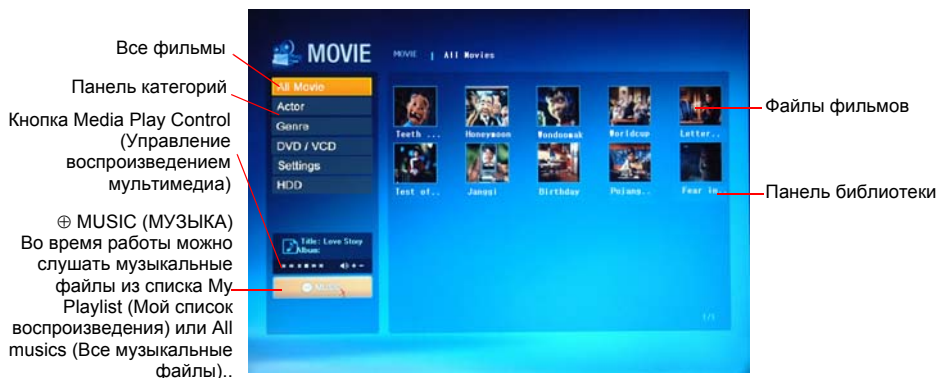 Все фильмы
Панель категорий
Кнопка Media Play Control
(Управление
воспроизведением
мультимедиа)
⊕ MUSIC (МУЗЫКА)
Во время работы можно
слушать музыкальные
файлы из списка My
Playlist (Мой список
воспроизведения) или All
musics (Все музыкальные
файлы)..
MOVIE
MOVIE | All Movies
All Movie
Actor
Genre
DVD / VCD
Settings
HDD
Title: Love Story
Album:
MUSIC
Teeth ... Honeymoon Wondoomak Worldcup Letter..
Test of.. Janggi Birthday Pojang.. Fear in..
1/1
Файлы фильмов
Панель библиотеки